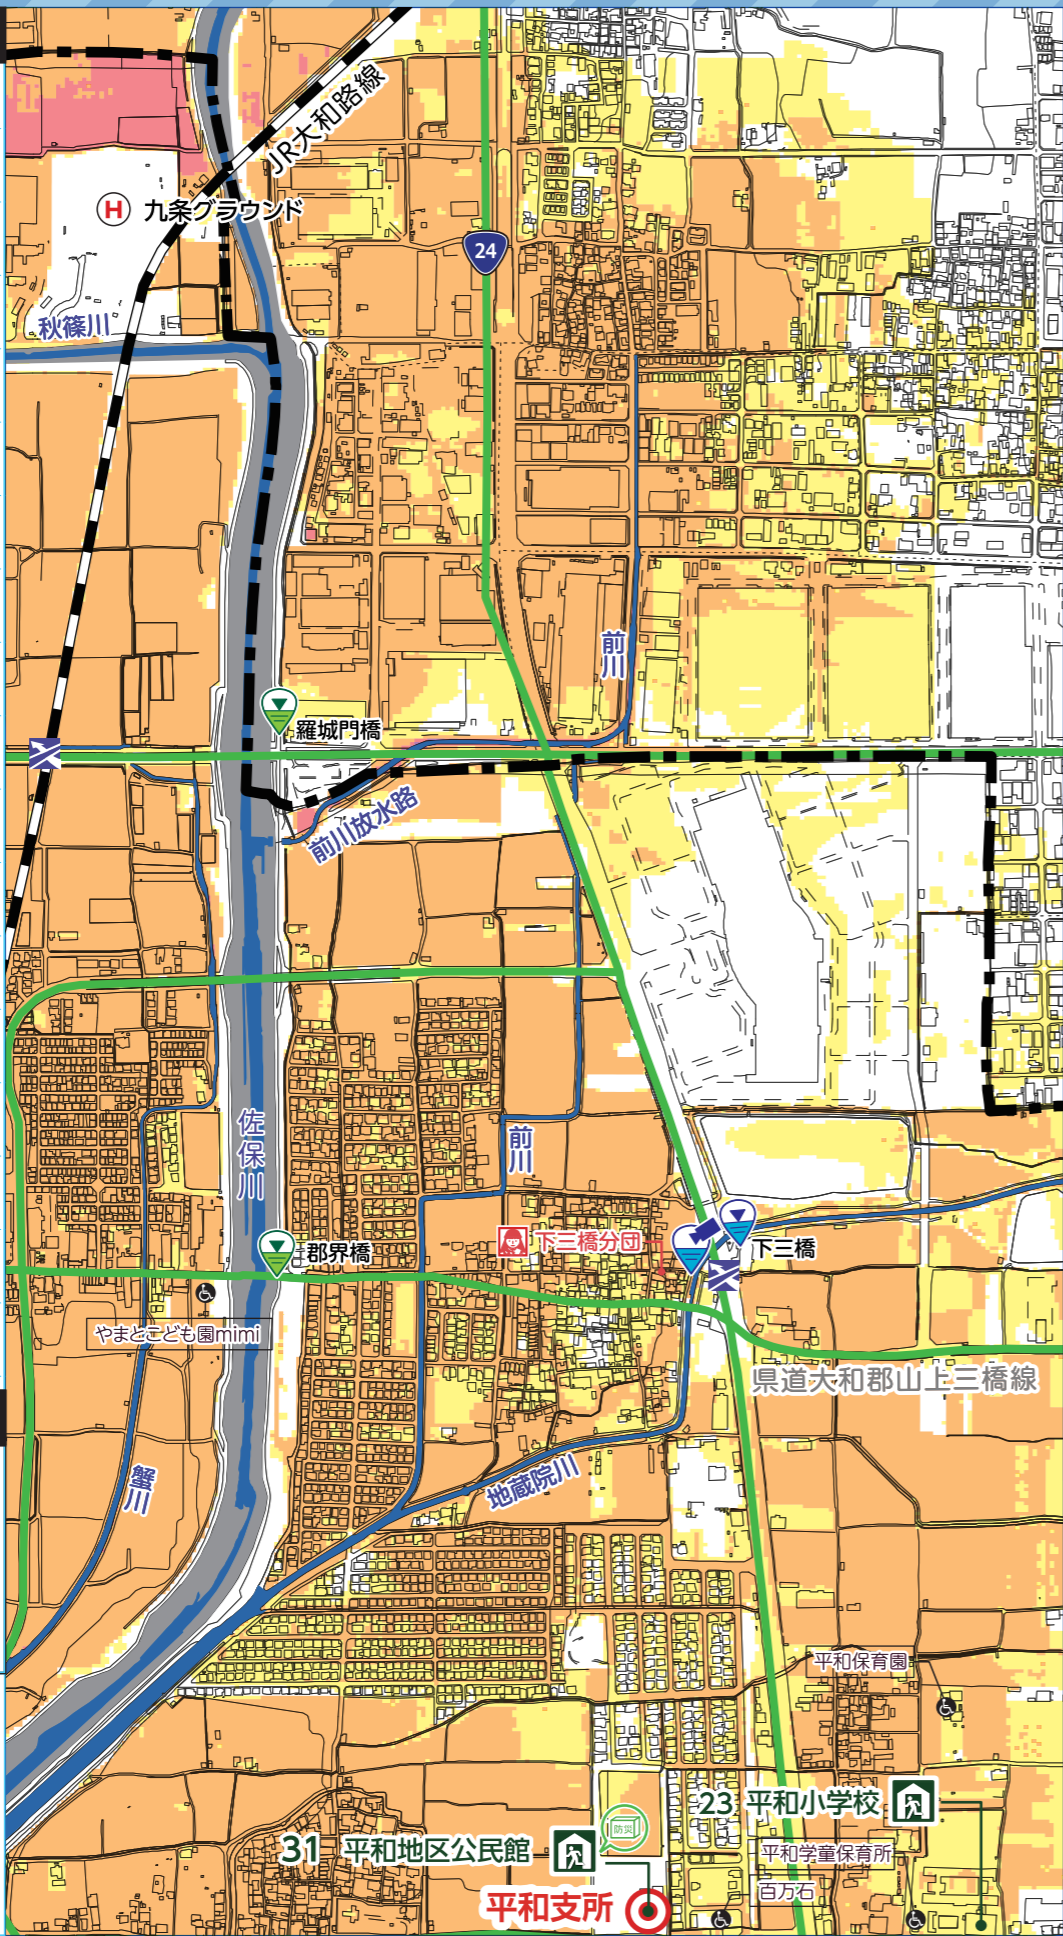 JR大和路線
H 九条グラウンド
24
秋篠川
前川
羅城門橋
前川放水路
佐保川
前川
下三橋分団
下三橋
郡界橋
やまとこども園mimi
県道大和郡山上三橋線
蟹川
地蔵院川
平和保育園
23 平和小学校
防災
31 平和地区公民館
平和学童保育所
百万石
平和支所